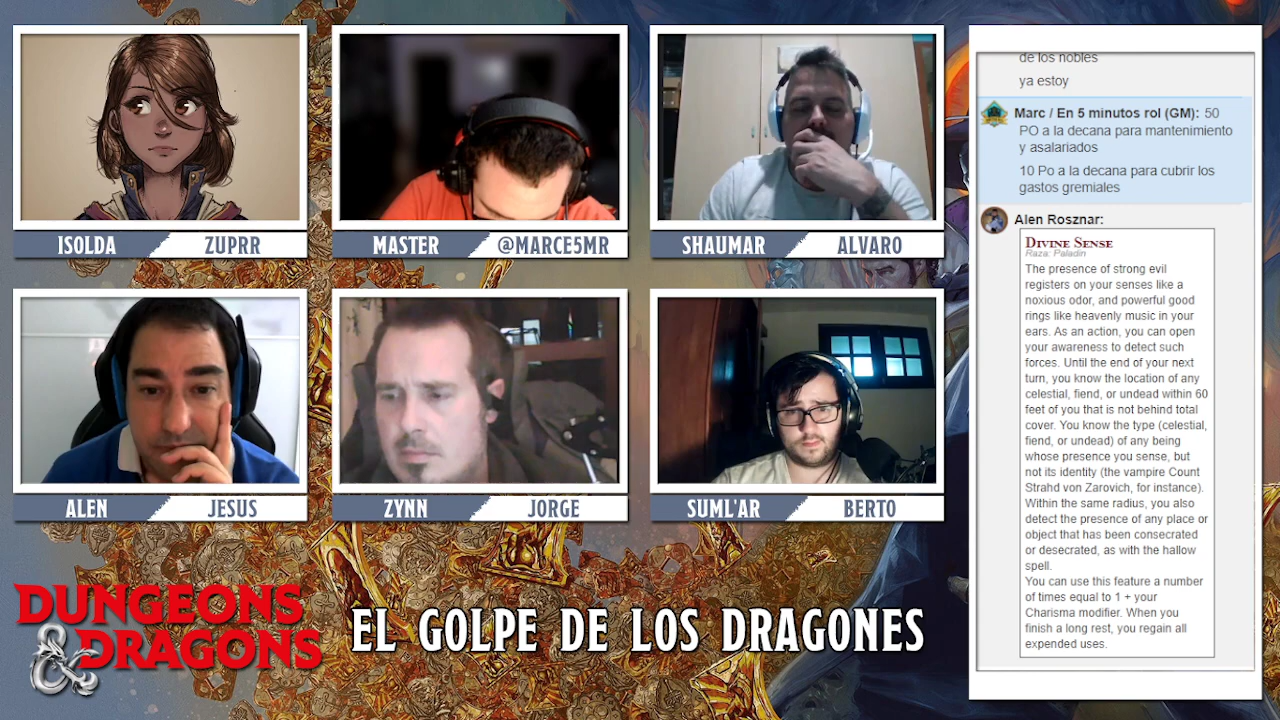 ISOLDA ZUPRR
MASTER @MARCE5MR
SHAUMAR ALVARO
ALEN JESUS
ZYNN JORGE
SUML'AR BERTO
DUNGEONS
& DRAGONS
EL GOLPE DE LOS DRAGONES
de los nobles
ya estoy
Marc / En 5 minutos rol (GM): 50
PO a la decana para mantenimiento
y asalariados
10 Po a la decana para cubrir los
gastos gremiales
Alen Rosznar:
Divine Sense
Raza: Paladin
The presence of strong evil
registers on your senses like a
noxious odor, and powerful good
rings like heavenly music in your
ears. As an action, you can open
your awareness to detect such
forces. Until the end of your next
turn, you know the location of any
celestial, fiend, or undead within 60
feet of you that is not behind total
cover. You know the type (celestial,
fiend, or undead) of any being
whose presence you sense, but
not its identity (the vampire Count
Strahd von Zarovich, for instance).
Within the same radius, you also
detect the presence of any place or
object that has been consecrated
or desecrated, as with the hallow
spell.
You can use this feature a number
of times equal to 1 + your
Charisma modifier. When you
finish a long rest, you regain all
expended uses.